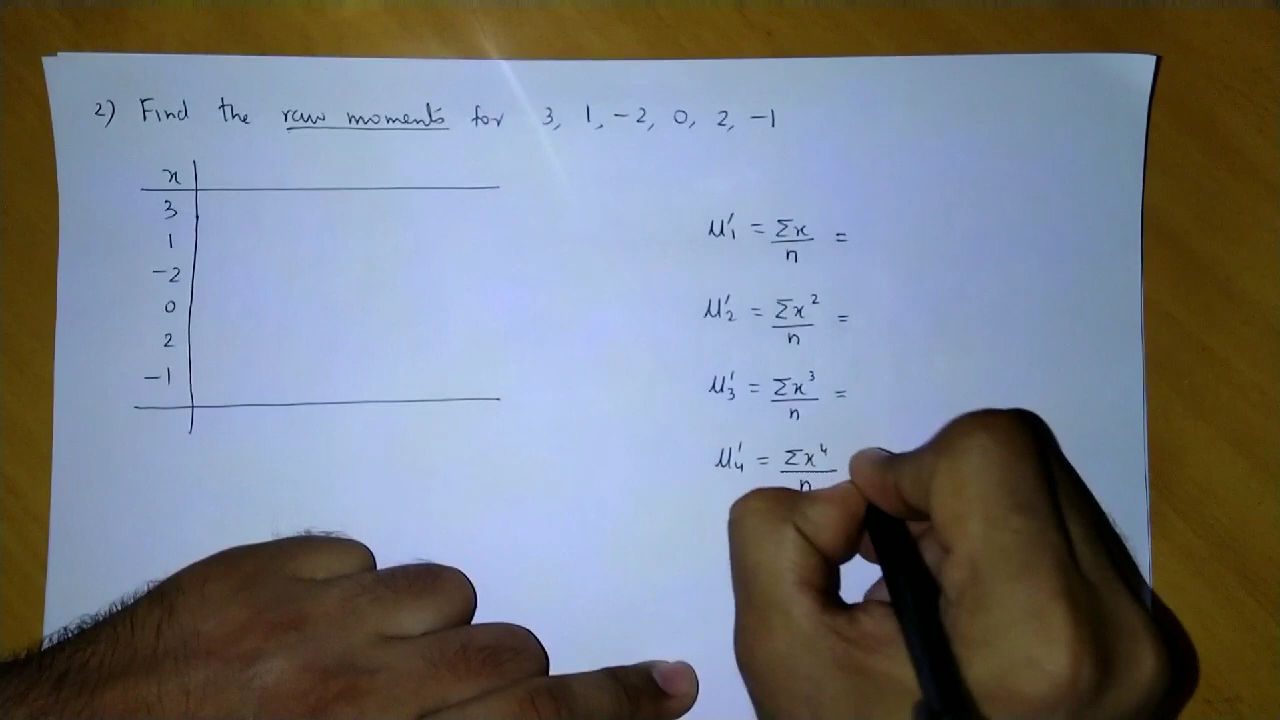 2) Find the raw moments for 3, 1, -2, 0, 2, -1
x
3
1
-2
0
2
-1
μ′₁ = Σx/n =
μ′₂ = Σx²/n =
μ′₃ = Σx³/n =
μ′₄ = Σx⁴/n